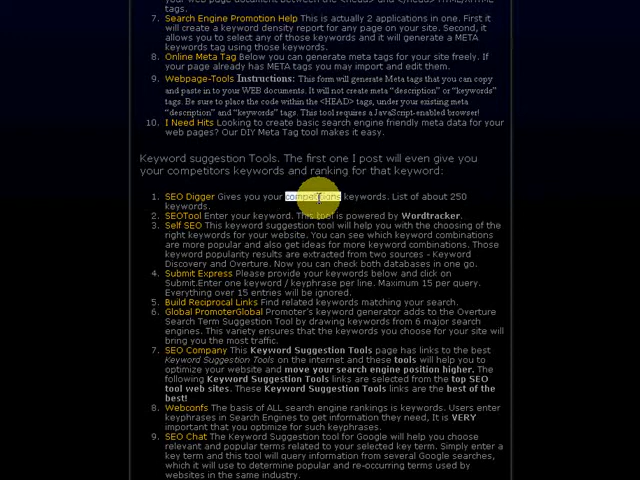 web page document between the <head> and </head> HTML/XHTML
tags.
7. Search Engine Promotion Help This is actually 2 applications in one. First it
will create a keyword density report for any page on your site. Second, it
allows you to select any of those keywords and it will generate a META
keywords tag using those keywords.
8. Online Meta Tag Below you can generate meta tags for your site freely. If
your page already has META tags you may import and edit them.
9. Webpage-Tools Instructions: This form will generate Meta tags that you can copy
and paste in to your WEB documents. It will not create meta "description" or "keywords"
tags. Be sure to place the code within the <HEAD> tags, under your existing meta
"description" and "keywords" tags. This tool requires a JavaScript-enabled browser!
10. I Need Hits Looking to create basic search engine friendly meta data for your
web pages? Our DIY Meta Tag tool makes it easy.
Keyword suggestion Tools. The first one I post will even give you
your competitors keywords and ranking for that keyword:
1. SEO Digger Gives you your competitions keywords. List of about 250
keywords.
2. SEOTool Enter your keyword. This tool is powered by Wordtracker.
3. Self SEO This keyword suggestion tool will help you with the choosing of the
right keywords for your website. You can see which keyword combinations
are more popular and also get ideas for more keyword combinations. Those
keyword popularity results are extracted from two sources - Keyword
Discovery and Overture. Now you can check both databases in one go.
4. Submit Express Please provide your keywords below and click on
Submit.Enter one keyword / keyphrase per line. Maximum 15 per query.
Everything over 15 entries will be ignored.
5. Build Reciprocal Links Find related keywords matching your search.
6. Global PromoterGlobal Promoter's keyword generator adds to the Overture
Search Term Suggestion Tool by drawing keywords from 6 major search
engines. This variety ensures that the keywords you choose for your site will
bring you the most traffic.
7. SEO Company This Keyword Suggestion Tools page has links to the best
Keyword Suggestion Tools on the internet and these tools will help you to
optimize your website and move your search engine position higher. The
following Keyword Suggestion Tools links are selected from the top SEO
tool web sites. These Keyword Suggestion Tools links are the best of the
best!
8. Webconfs The basis of ALL search engine rankings is keywords. Users enter
keyphrases in Search Engines to get information they need, It is VERY
important that you optimize for such keyphrases.
9. SEO Chat The Keyword Suggestion tool for Google will help you choose
relevant and popular terms related to your selected key term. Simply enter a
key term and this tool will query information from several Google searches,
which it will use to determine popular and re-occurring terms used by
websites in the same industry.